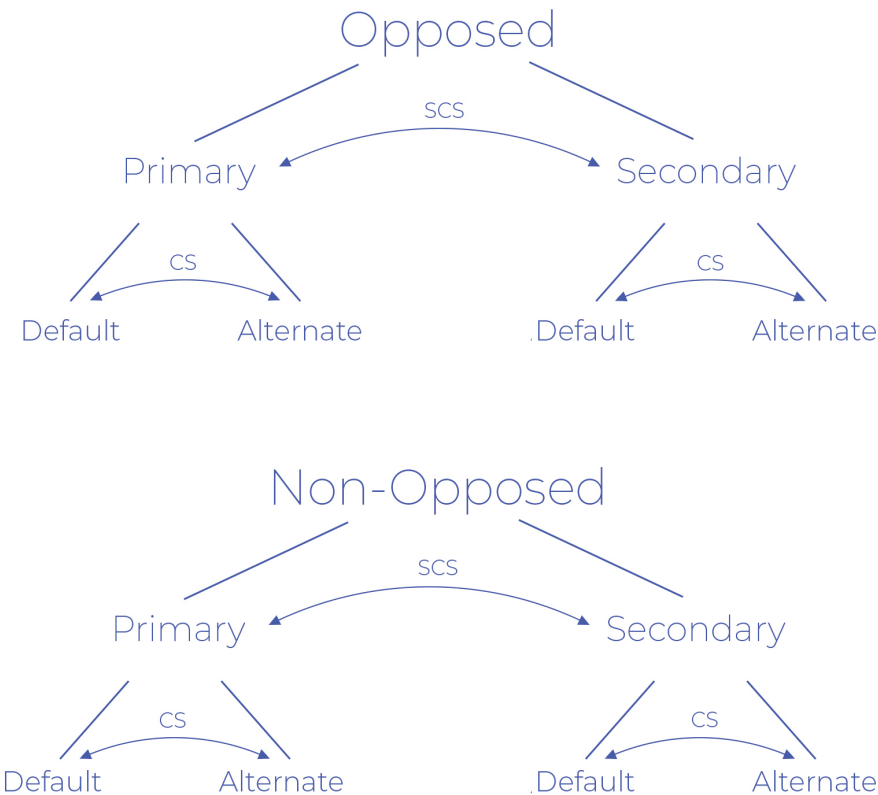 Opposed
SCS
Primary Secondary
CS CS
Default Alternate .Default Alternate
Non-Opposed
SCS
Primary Secondary
CS CS
Default Alternate .Default Alternate